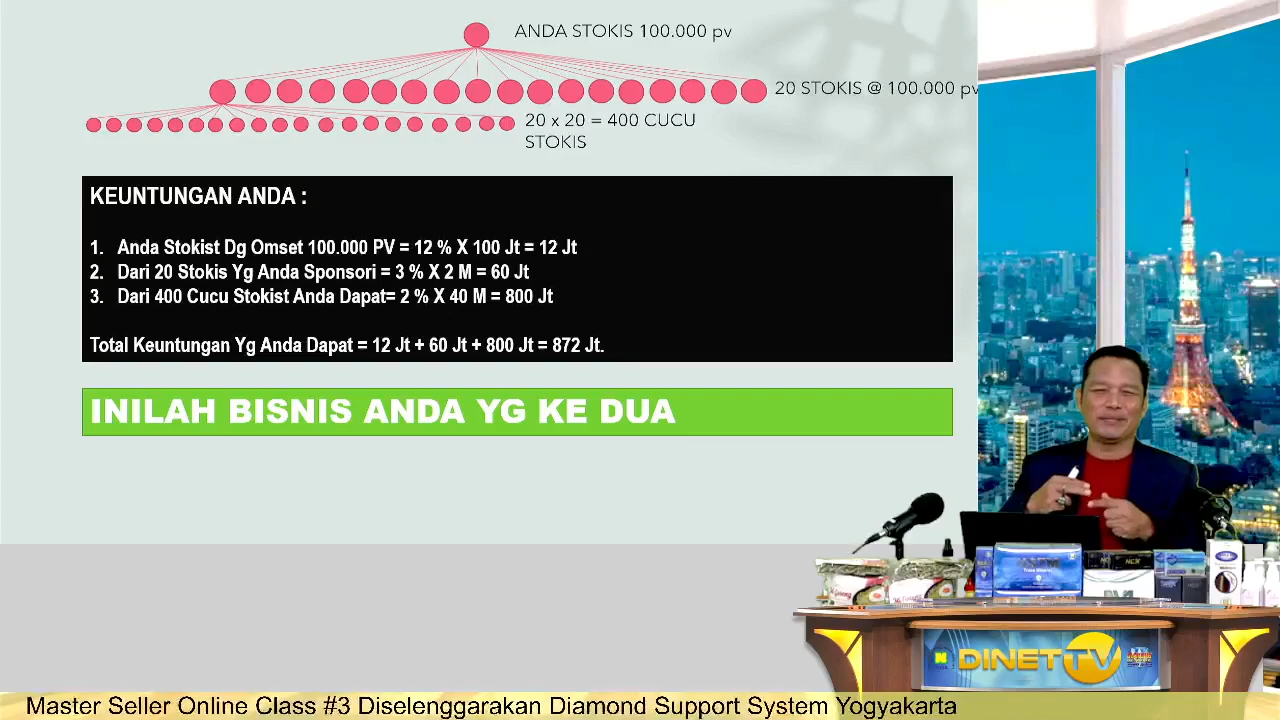 ANDA STOKIS 100.000 pv
20 STOKIS @ 100.000 pv
20 x 20 = 400 CUCU
STOKIS
KEUNTUNGAN ANDA :
1. Anda Stokist Dg Omset 100.000 PV = 12 % X 100 Jt = 12 Jt
2. Dari 20 Stokis Yg Anda Sponsori = 3 % X 2 M = 60 Jt
3. Dari 400 Cucu Stokist Anda Dapat= 2 % X 40 M = 800 Jt
Total Keuntungan Yg Anda Dapat = 12 Jt + 60 Jt + 800 Jt = 872 Jt.
INILAH BISNIS ANDA YG KE DUA
DINET TV
Master Seller Online Class #3 Diselenggarakan Diamond Support System Yogyakarta